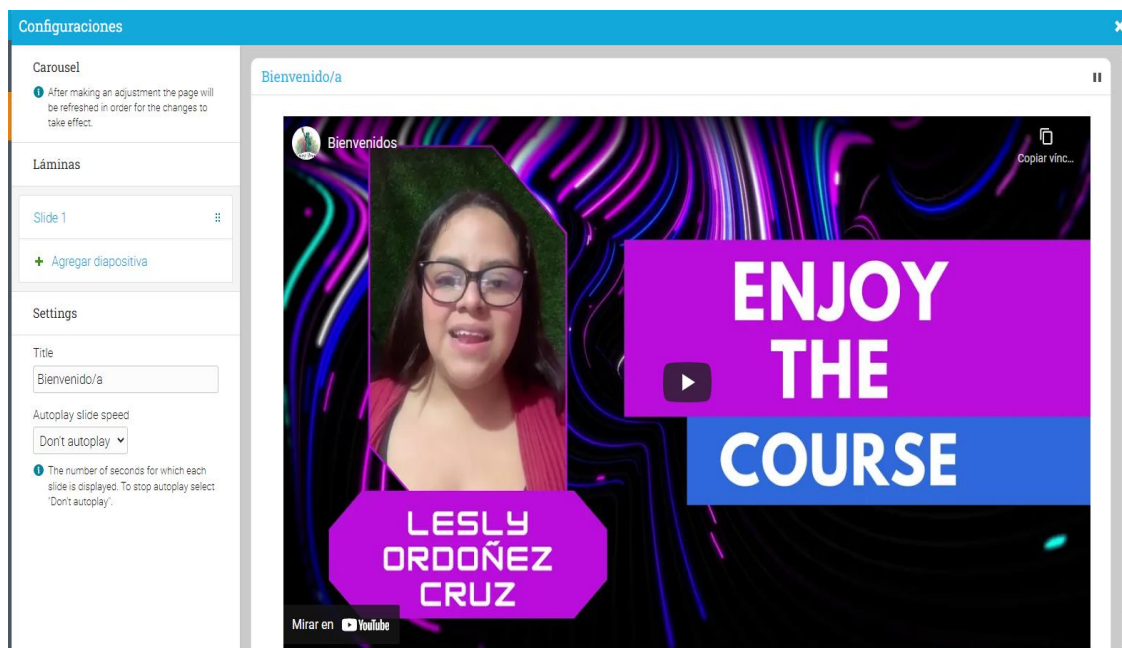 Configuraciones
Carousel
After making an adjustment the page will
be refreshed in order for the changes to
take effect.
Láminas
Slide 1
Agregar diapositiva
Settings
Title
Bienvenido/a
Autoplay slide speed
Don't autoplay
The number of seconds for which each
slide is displayed. To stop autoplay select
'Don't autoplay'.
Bienvenido/a
Bienvenidos
Copiar vínc...
ENJOY
THE
COURSE
LESLY
ORDOÑEZ
CRUZ
Mirar en YouTube